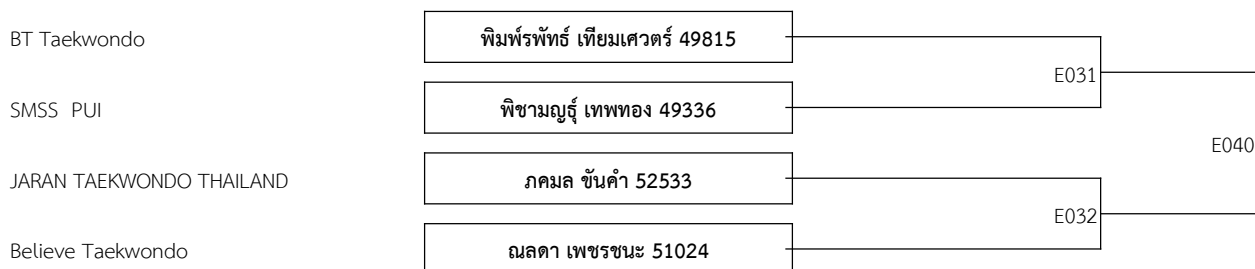 BT Taekwondo พิมพ์รพัทธ์ เทียมเศวตร์ 49815
E031
SMSS PUI พิชามญธุ์ เทพทอง 49336
E040
JARAN TAEKWONDO THAILAND ภคมล ขันคำ 52533
E032
Believe Taekwondo ณลดา เพชรชนะ 51024